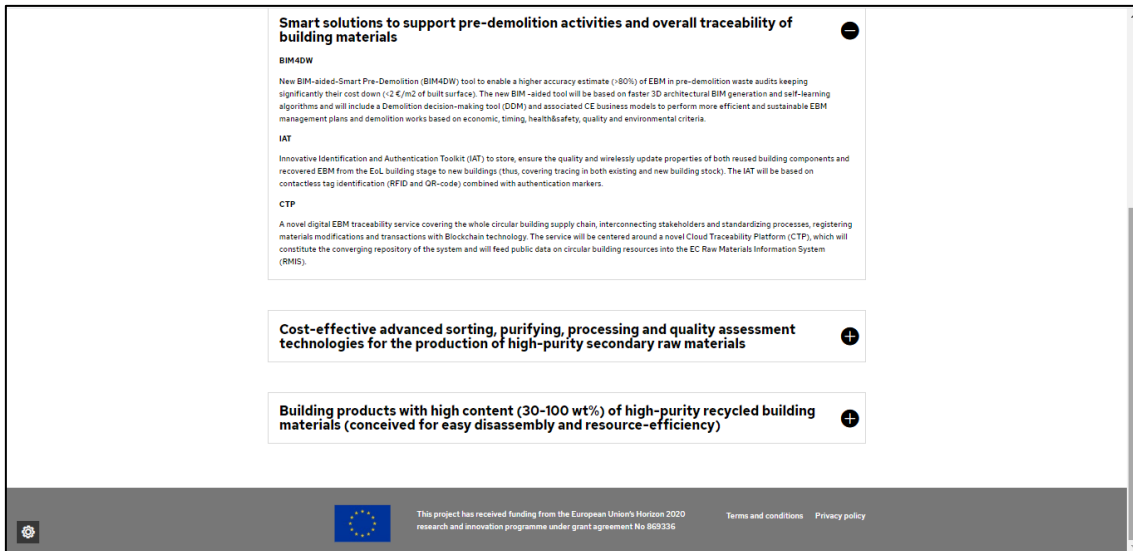 Smart solutions to support pre-demolition activities and overall traceability of
building materials
BIM4DW
New BIM-aided-Smart Pre-Demolition (BIM4DW) tool to enable a higher accuracy estimate (>80%) of EBM in pre-demolition waste audits keeping
significantly their cost down (<2 €/m2 of built surface). The new BIM -aided tool will be based on faster 3D architectural BIM generation and self-learning
algorithms and will include a Demolition decision-making tool (DDM) and associated CE business models to perform more efficient and sustainable EBM
management plans and demolition works based on economic, timing, health&safety, quality and environmental criteria.
IAT
Innovative Identification and Authentication Toolkit (IAT) to store, ensure the quality and wirelessly update properties of both reused building components and
recovered EBM from the EoL building stage to new buildings (thus, covering tracing in both existing and new building stock). The IAT will be based on
contactless tag identification (RFID and QR-code) combined with authentication markers.
CTP
A novel digital EBM traceability service covering the whole circular building supply chain, interconnecting stakeholders and standardizing processes, registering
materials modifications and transactions with Blockchain technology. The service will be centered around a novel Cloud Traceability Platform (CTP), which will
constitute the converging repository of the system and will feed public data on circular building resources into the EC Raw Materials Information System
(RMIS).
Cost-effective advanced sorting, purifying, processing and quality assessment
technologies for the production of high-purity secondary raw materials
Building products with high content (30-100 wt%) of high-purity recycled building
materials (conceived for easy disassembly and resource-efficiency)
This project has received funding from the European Union's Horizon 2020
research and innovation programme under grant agreement No 869336
Terms and conditions Privacy policy